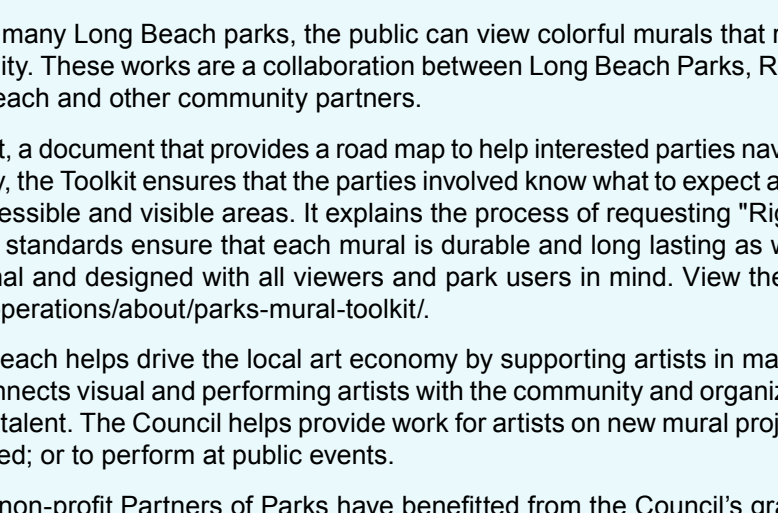 many Long Beach parks, the public can view colorful murals that
ity. These works are a collaboration between Long Beach Parks,
each and other community partners.
t, a document that provides a road map to help interested parties
y, the Toolkit ensures that the parties involved know what to expect
essible and visible areas. It explains the process of requesting
standards ensure that each mural is durable and long lasting as
nal and designed with all viewers and park users in mind. View the
perations/about/parks-mural-toolkit/.
each helps drive the local art economy by supporting artists in
nnects visual and performing artists with the community and
talent. The Council helps provide work for artists on new mural
ed; or to perform at public events.
non-profit Partners of Parks have benefitted from the Council's